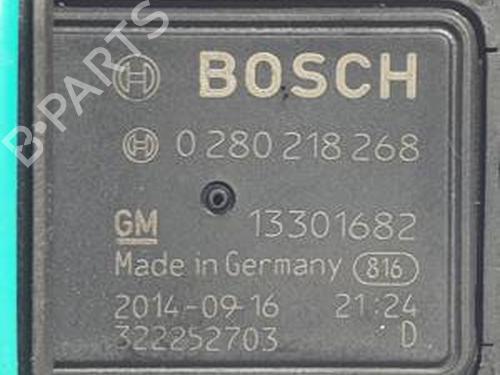 B-PARTS
BOSCH
0 280 218 268
GM 13301682
Made in Germany 816
2014-09-16 21:24
322252703 D